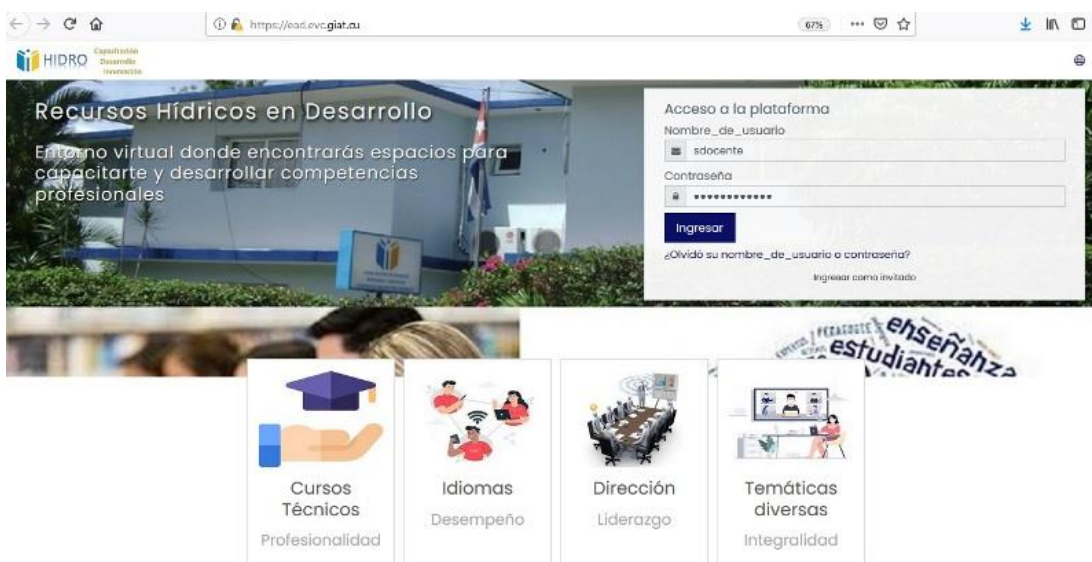 https://ead.evc.giat.cu
67%
HIDRO
Capacitación
Desarrollo
Innovación
Recursos Hídricos en Desarrollo
Entorno virtual donde encontrarás espacios para
capacitarte y desarrollar competencias
profesionales
Acceso a la plataforma
Nombre_de_usuario
sdocente
Contraseña
Ingresar
¿Olvidó su nombre_de_usuario o contraseña?
Ingresar como invitado
enseñanza
estudiantes
Cursos
Técnicos
Profesionalidad
Idiomas
Desempeño
Dirección
Liderazgo
Temáticas
diversas
Integralidad